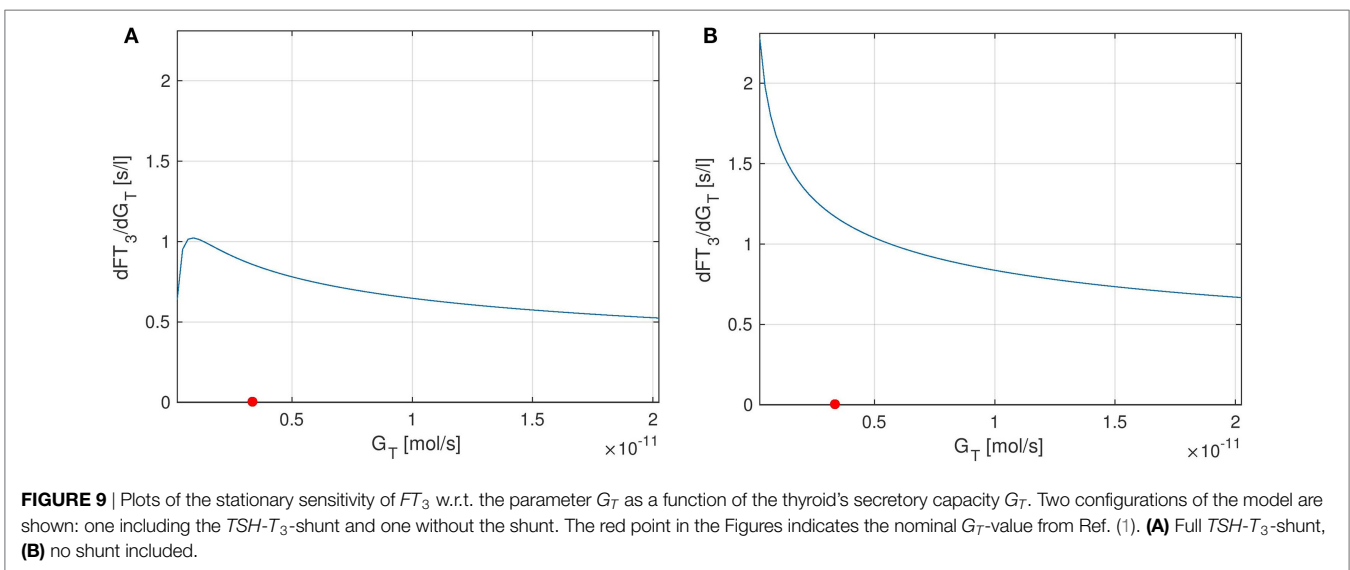 A
2
1.5
1
0.5
0
dFT3/dGT [s/l]
0.5
1
1.5
2
×10-11
GT [mol/s]
B
2
1.5
1
0.5
0
dFT3/dGT [s/l]
0.5
1
1.5
2
×10-11
GT [mol/s]
FIGURE 9 | Plots of the stationary sensitivity of FT3 w.r.t. the parameter GT as a function of the thyroid’s secretory capacity GT. Two configurations of the model are
shown: one including the TSH-T3-shunt and one without the shunt. The red point in the Figures indicates the nominal GT-value from Ref. (1). (A) Full TSH-T3-shunt,
(B) no shunt included.